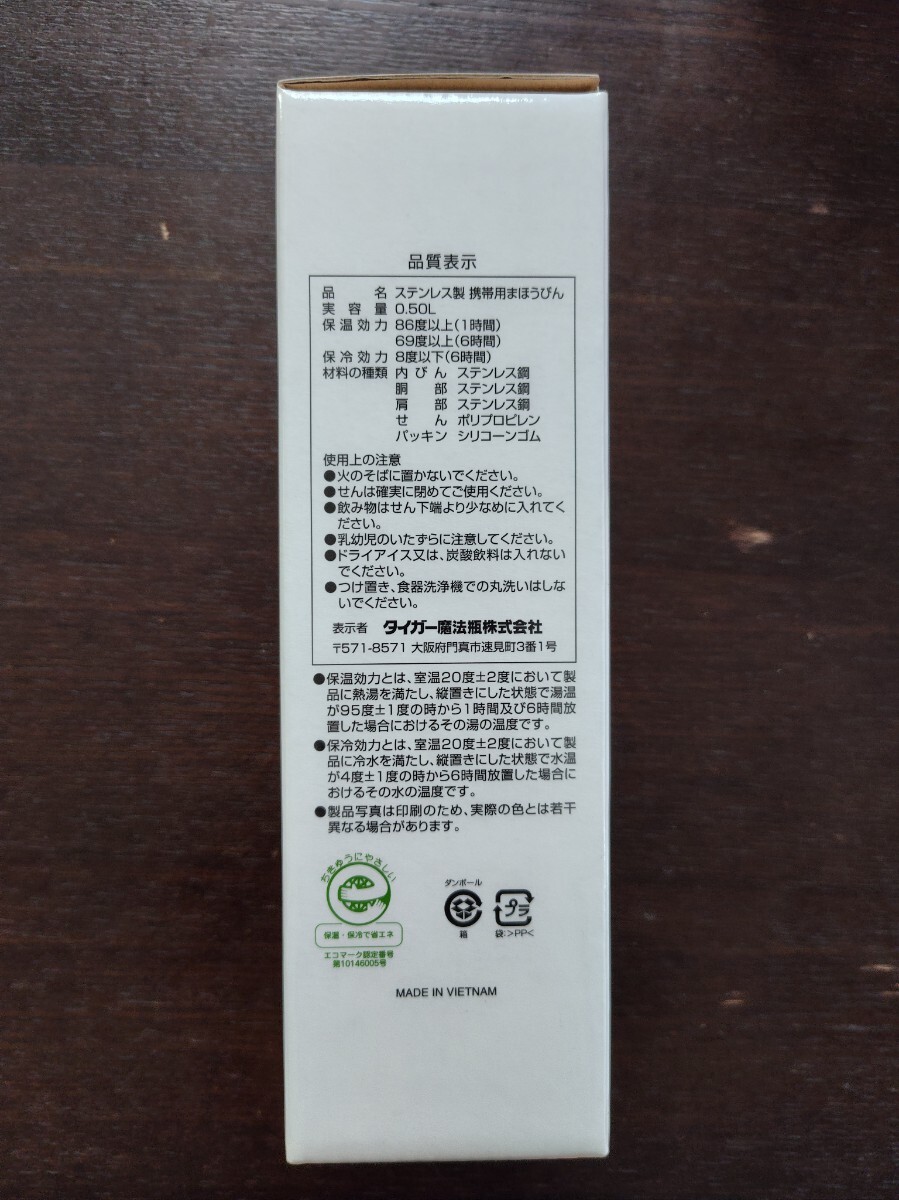 品質表示
品名 ステンレス製 携帯用まほうびん
実容量 0.50L
保温効力 86度以上(1時間)
69度以上(6時間)
保冷効力 8度以下(6時間)
材料の種類 内びん ステンレス鋼
胴部 ステンレス鋼
肩部 ステンレス鋼
せん ポリプロピレン
パッキン シリコーンゴム
使用上の注意
●火のそばに置かないでください。
●せんは確実に閉めてご使用ください。
●飲み物はせん下端より少なめに入れてく
ださい。
●乳幼児のいたずらに注意してください。
●ドライアイス又は、炭酸飲料は入れない
でください。
●つけ置き、食器洗浄機での丸洗いはしな
いでください。
表示者 タイガー魔法瓶株式会社
〒571-8571 大阪府門真市速見町3番1号
●保温効力とは、室温20度±2度において製
品に熱湯を満たし、縦置きにした状態で湯温
が95度±1度の時から1時間及び6時間放
置した場合におけるその湯の温度です。
●保冷効力とは、室温20度±2度において製
品に冷水を満たし、縦置きにした状態で水温
が4度±1度の時から6時間放置した場合に
おけるその水の温度です。
●製品写真は印刷のため、実際の色とは若干
異なる場合があります。
ちきゅうにやさしい
保温・保冷で省エネ
エコマーク認定番号
第10146005号
ダンボール
箱
プラ
袋:>PP<
MADE IN VIETNAM